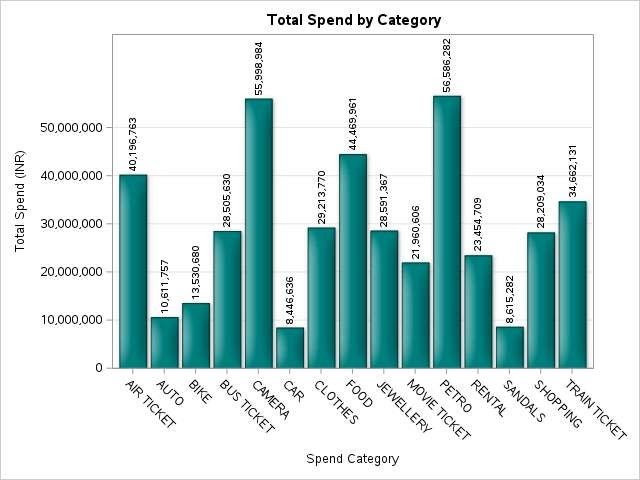 Total Spend by Category
Total Spend (INR)
50,000,000
40,000,000
30,000,000
20,000,000
10,000,000
0
40,196,763
10,611,757
13,530,680
28,505,630
55,998,984
8,446,636
29,213,770
44,469,961
28,591,367
21,960,606
56,586,282
23,454,709
8,615,282
28,209,034
34,662,131
AIR TICKET
AUTO
BIKE
BUS TICKET
CAMERA
CAR
CLOTHES
FOOD
JEWELLERY
MOVIE TICKET
PETRO
RENTAL
SANDALS
SHOPPING
TRAIN TICKET
Spend Category